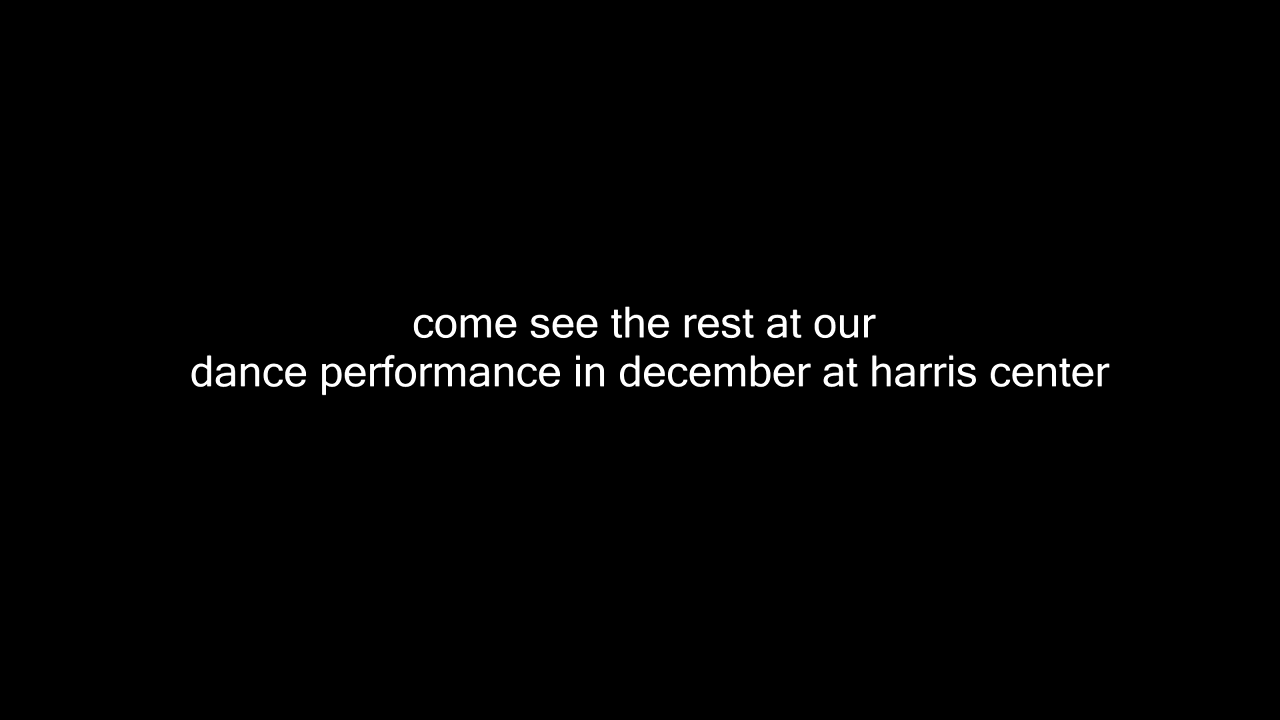 come see the rest at our
dance performance in december at harris center